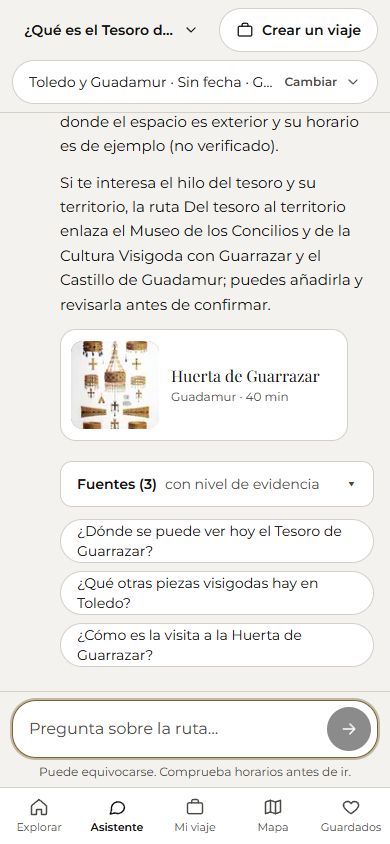 ¿Qué es el Tesoro d...
Crear un viaje
Toledo y Guadamur · Sin fecha · G...
Cambiar
donde el espacio es exterior y su horario
es de ejemplo (no verificado).
Si te interesa el hilo del tesoro y su
territorio, la ruta Del tesoro al territorio
enlaza el Museo de los Concilios y de la
Cultura Visigoda con Guarrazar y el
Castillo de Guadamur; puedes añadirla y
revisarla antes de confirmar.
Huerta de Guarrazar
Guadamur · 40 min
Fuentes (3) con nivel de evidencia
¿Dónde se puede ver hoy el Tesoro de
Guarrazar?
¿Qué otras piezas visigodas hay en
Toledo?
¿Cómo es la visita a la Huerta de
Guarrazar?
Pregunta sobre la ruta...
Puede equivocarse. Comprueba horarios antes de ir.
Explorar
Asistente
Mi viaje
Mapa
Guardados